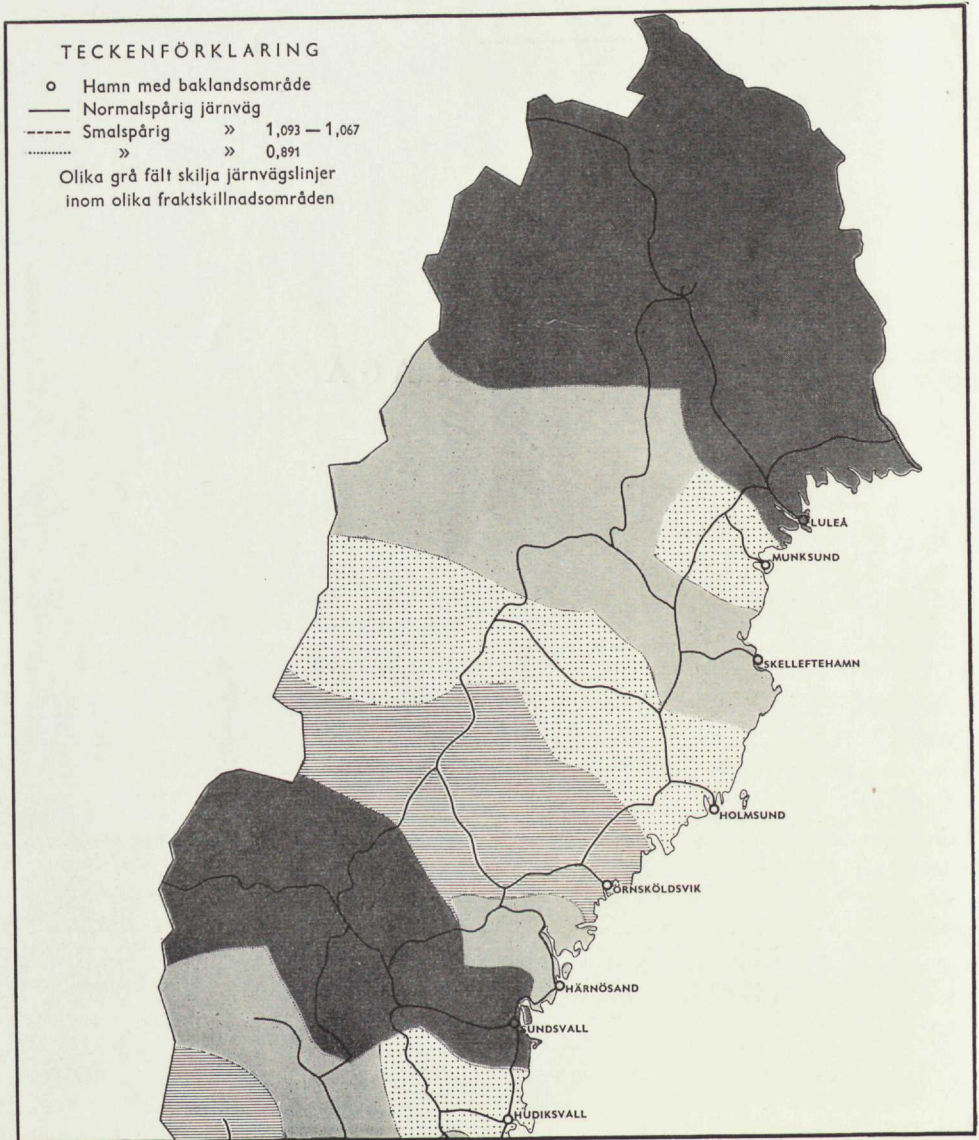 TECKENFÖRKLARING
Hamn med baklandsområde
Normalspårig järnväg
Smalspårig » 1,093 — 1,067
» » 0,891
Olika grå fält skilja järnvägslinjer
inom olika fraktskillnadsområden
LULEÅ
MUNKSUND
SKELLEFTEHAMN
HOLMSUND
ÖRNSKÖLDSVIK
HÄRNÖSAND
SUNDSVALL
HUDIKSVALL